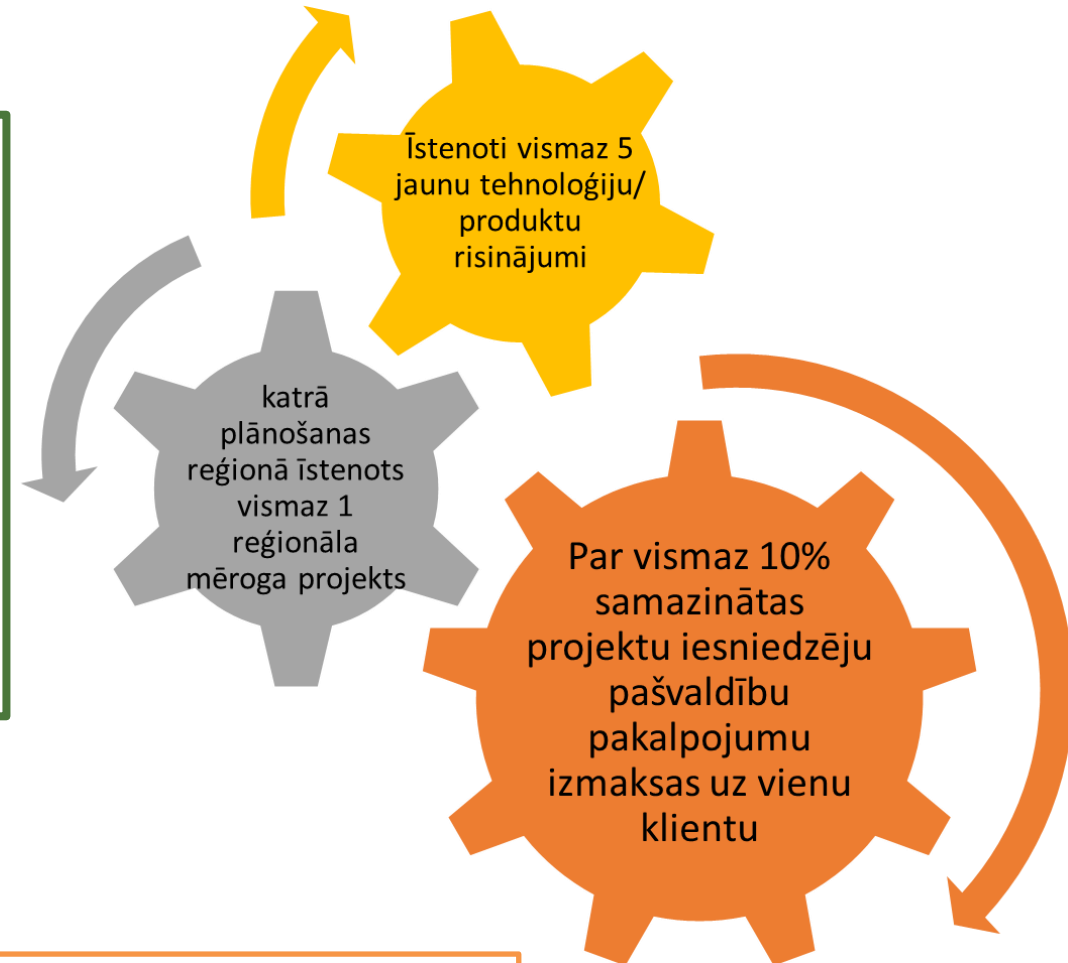 Īstenoti vismaz 5
jaunu tehnoloģiju/
produktu
risinājumi
katrā
plānošanas
reģionā īstenots
vismaz 1
reģionāla
mēroga projekts
Par vismaz 10%
samazinātas
projektu iesniedzēju
pašvaldību
pakalpojumu
izmaksas uz vienu
klientu